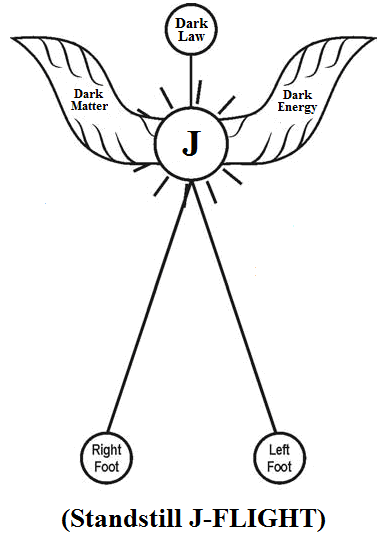 Dark
Law
Dark
Matter
Dark
Energy
J
Right
Foot
Left
Foot
(Standstill J-FLIGHT)